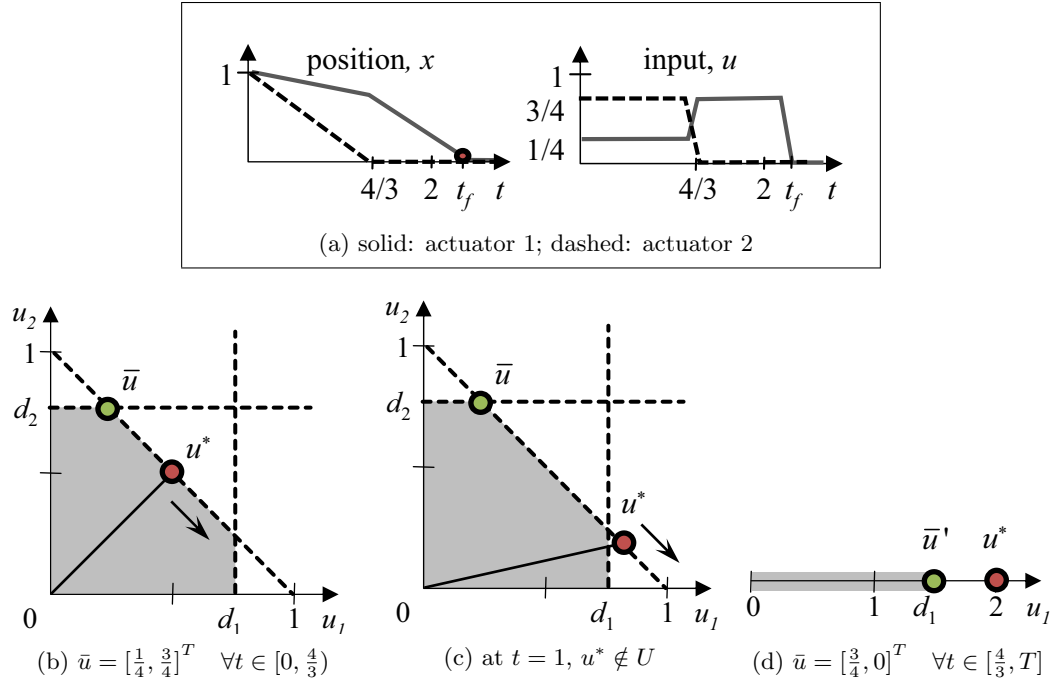 position, x
input, u
1
1
3/4
1/4
4/3 2 t_f t
4/3 2 t_f t
(a) solid: actuator 1; dashed: actuator 2
u_2
1
ū
d_2
u*
0
d_1 1 u_1
(b) ū = [1/4, 3/4]^T ∀t ∈ [0, 4/3)
u_2
1
ū
d_2
u*
0
d_1 1 u_1
(c) at t = 1, u* ∉ U
ū' u*
0 1 d_1 2 u_1
(d) ū = [3/4, 0]^T ∀t ∈ [4/3, T]